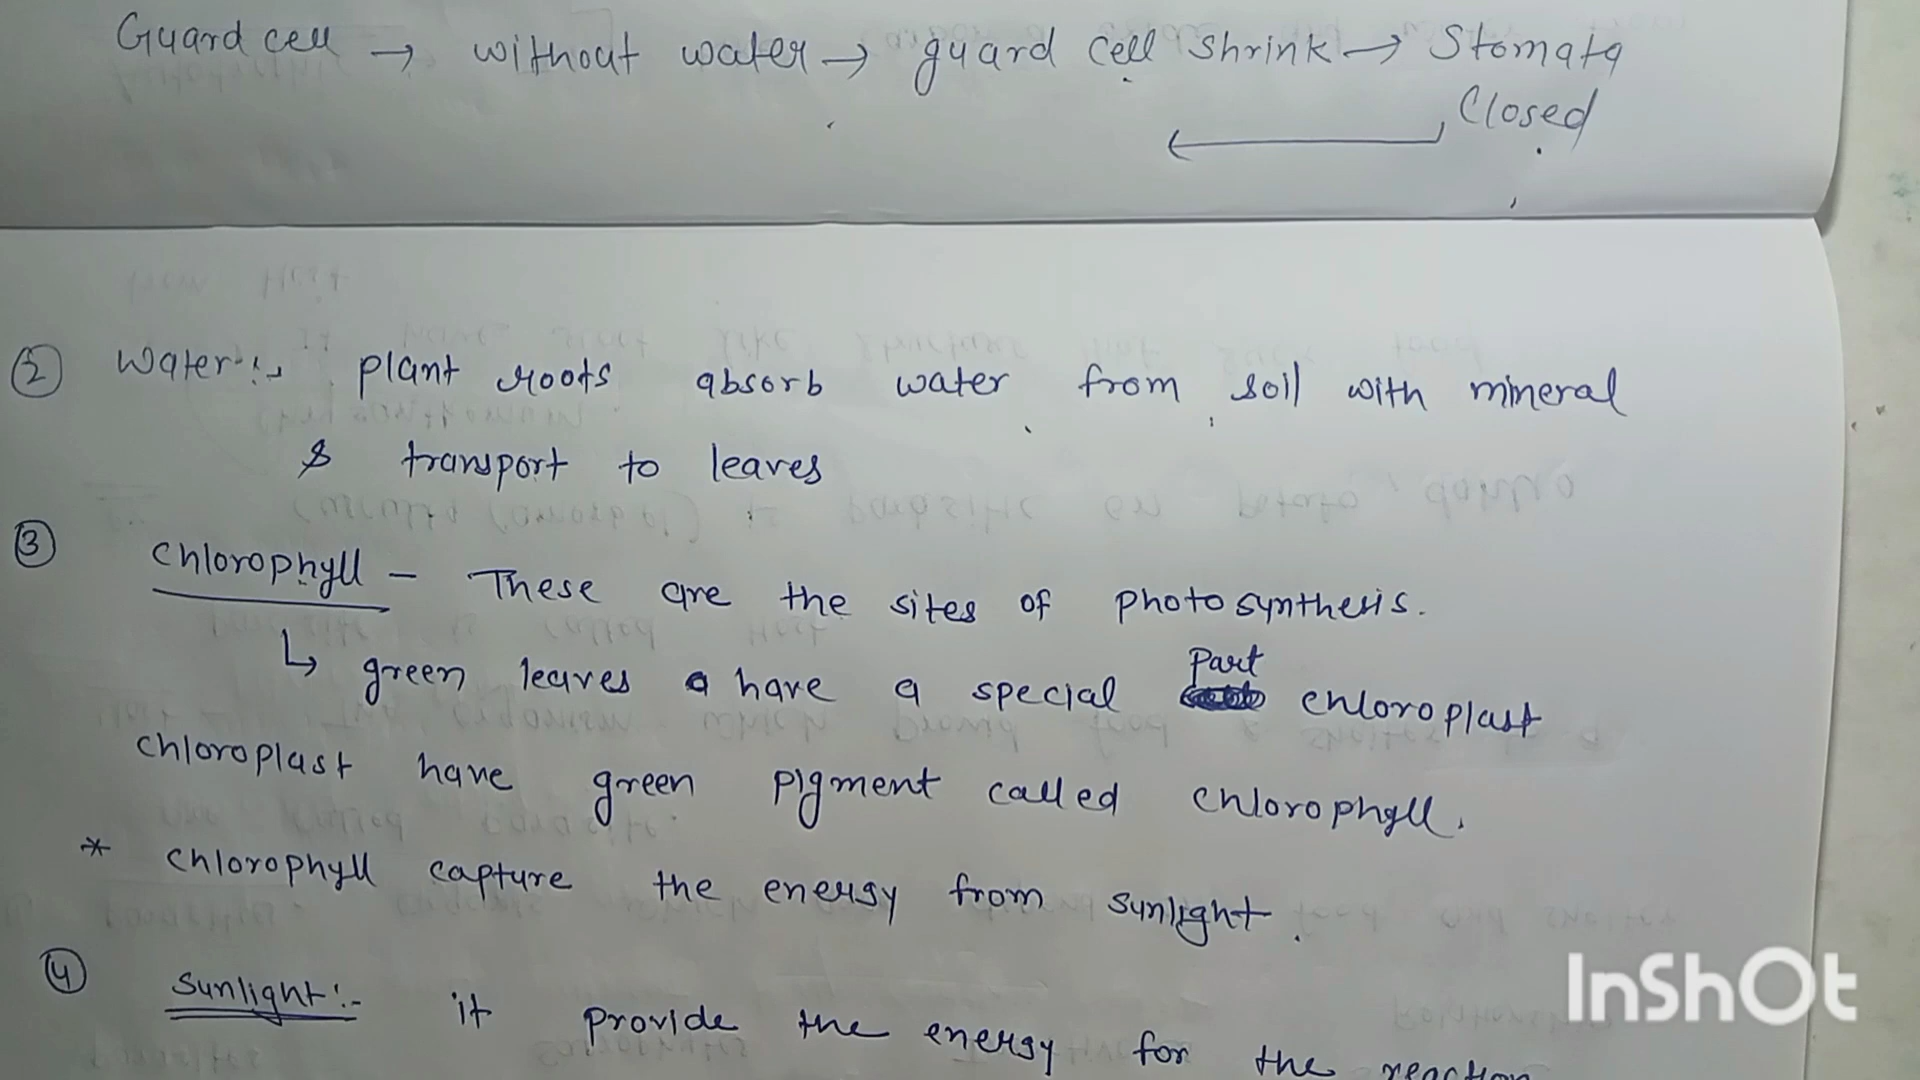 Guard cell → without water → guard cell shrink → Stomata
Closed
② Water :- plant roots absorb water from soil with mineral
& transport to leaves
③ chlorophyll - These are the sites of photosynthesis.
Part
↳ green leaves a have a special chloroplast
chloroplast have green pigment called chlorophyll.
* chlorophyll capture the energy from sunlight.
④ Sunlight :- it provide the energy for the reaction
InShOt